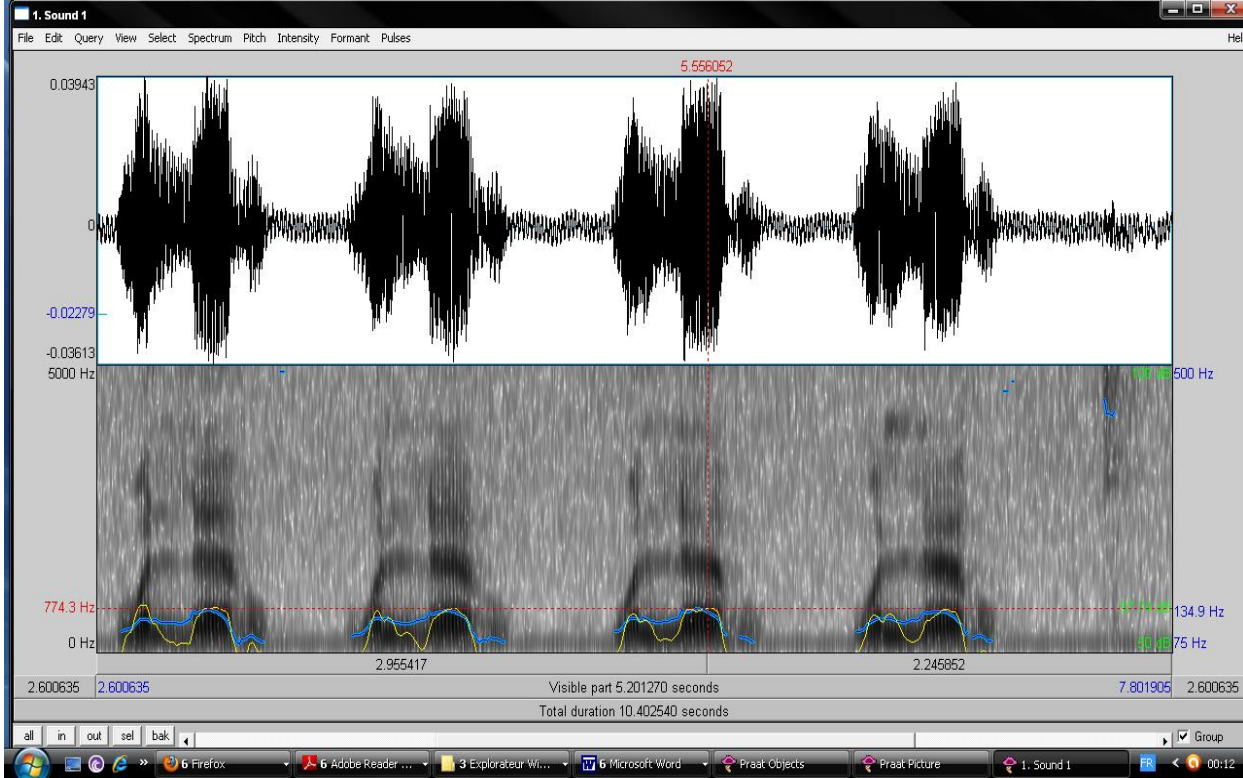 1. Sound 1
File Edit Query View Select Spectrum Pitch Intensity Formant Pulses Hel
5.556052
0.03943
0
-0.02279
-0.03613
5000 Hz
500 Hz
774.3 Hz
134.9 Hz
0 Hz
50 dB
75 Hz
2.955417 2.245852
2.600635 2.600635 Visible part 5.201270 seconds 7.801905 2.600635
Total duration 10.402540 seconds
all in out sel bak Group
» 6 Firefox 6 Adobe Reader ... 3 Explorateur Wi... 6 Microsoft Word Praat Objects Praat Picture 1. Sound 1 FR 00:12